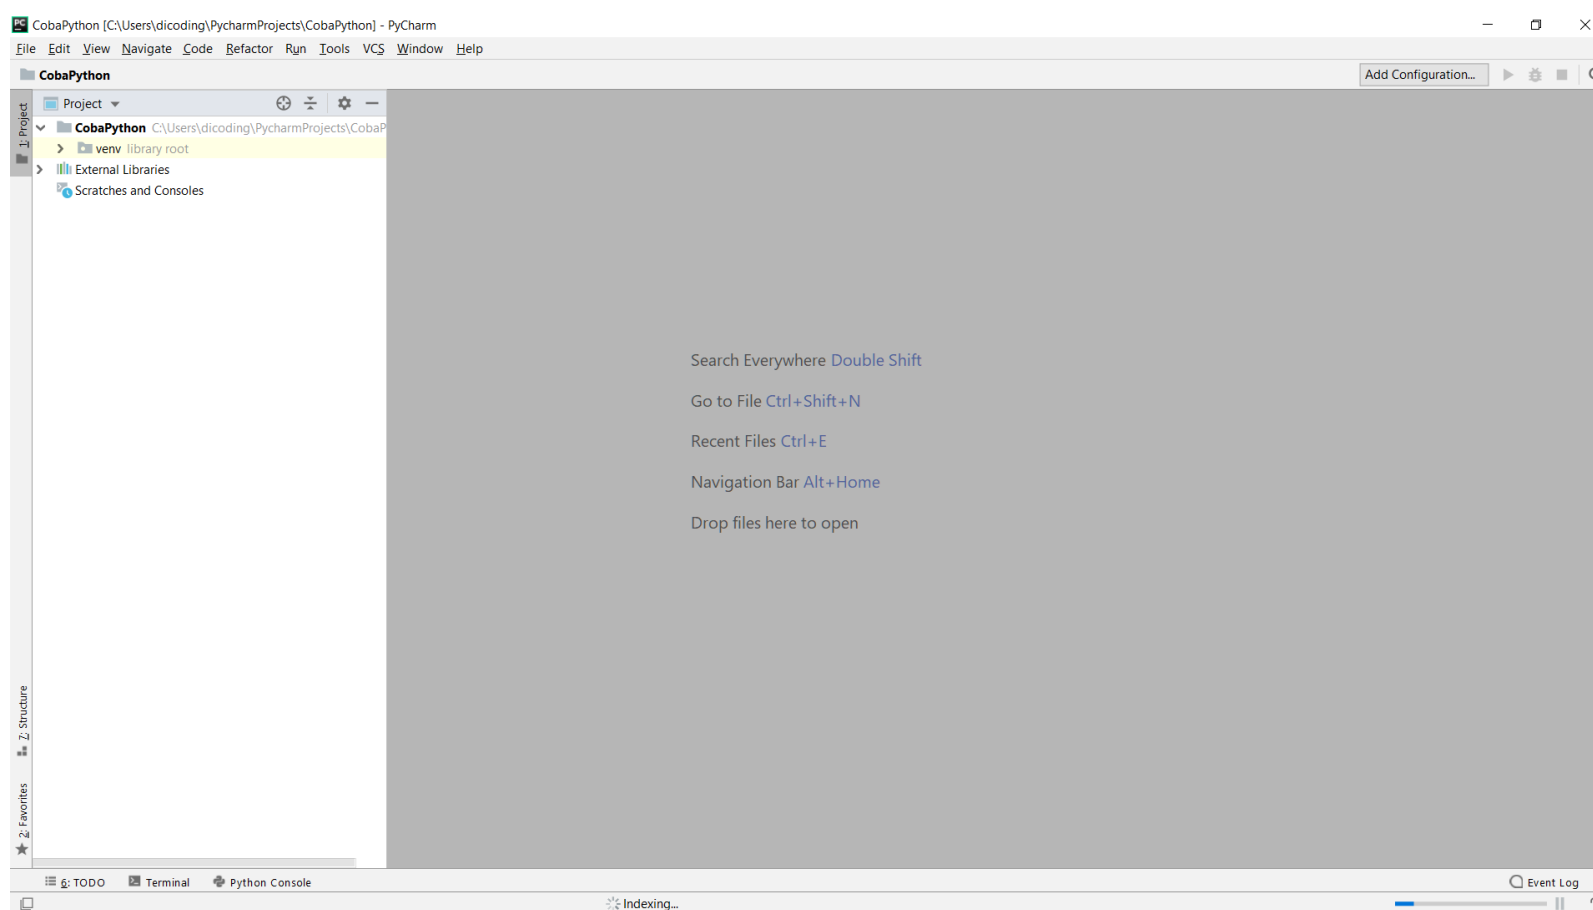 CobaPython [C:\Users\dicoding\PycharmProjects\CobaPython] - PyCharm
File Edit View Navigate Code Refactor Run Tools VCS Window Help
CobaPython
Add Configuration...
1: Project
Project
CobaPython C:\Users\dicoding\PycharmProjects\CobaP
venv library root
External Libraries
Scratches and Consoles
Search Everywhere Double Shift
Go to File Ctrl+Shift+N
Recent Files Ctrl+E
Navigation Bar Alt+Home
Drop files here to open
7: Structure
2: Favorites
6: TODO Terminal Python Console Event Log
Indexing...